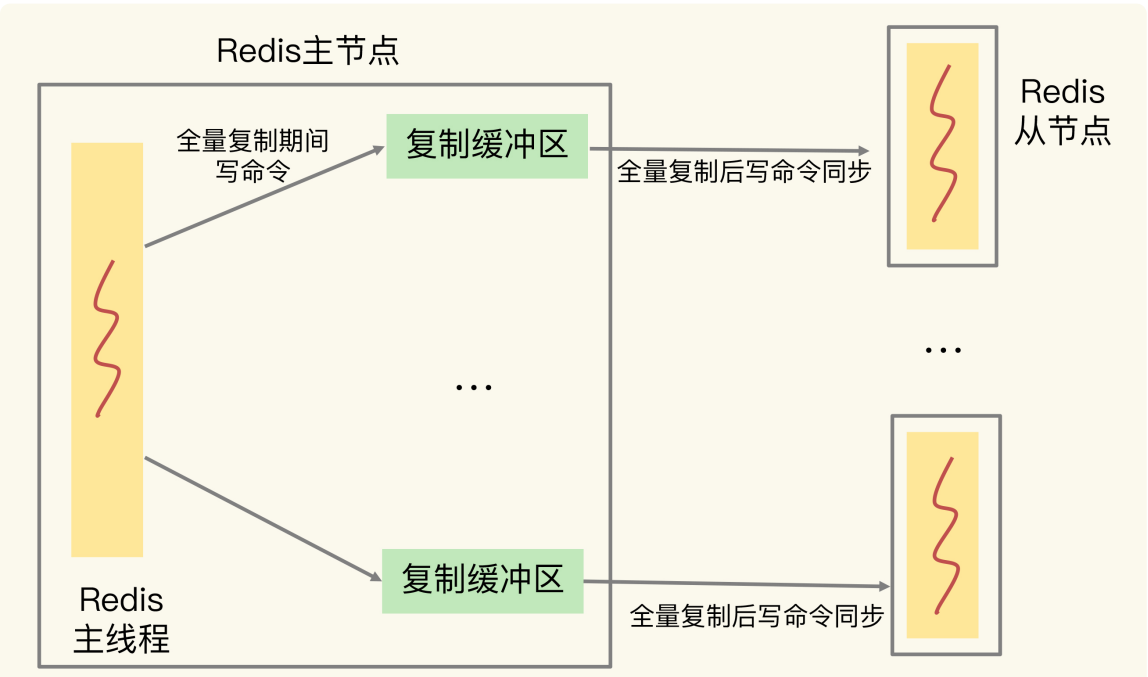 Redis主节点
全量复制期间
写命令
复制缓冲区
全量复制后写命令同步
Redis
从节点
...
...
复制缓冲区
全量复制后写命令同步
Redis
主线程